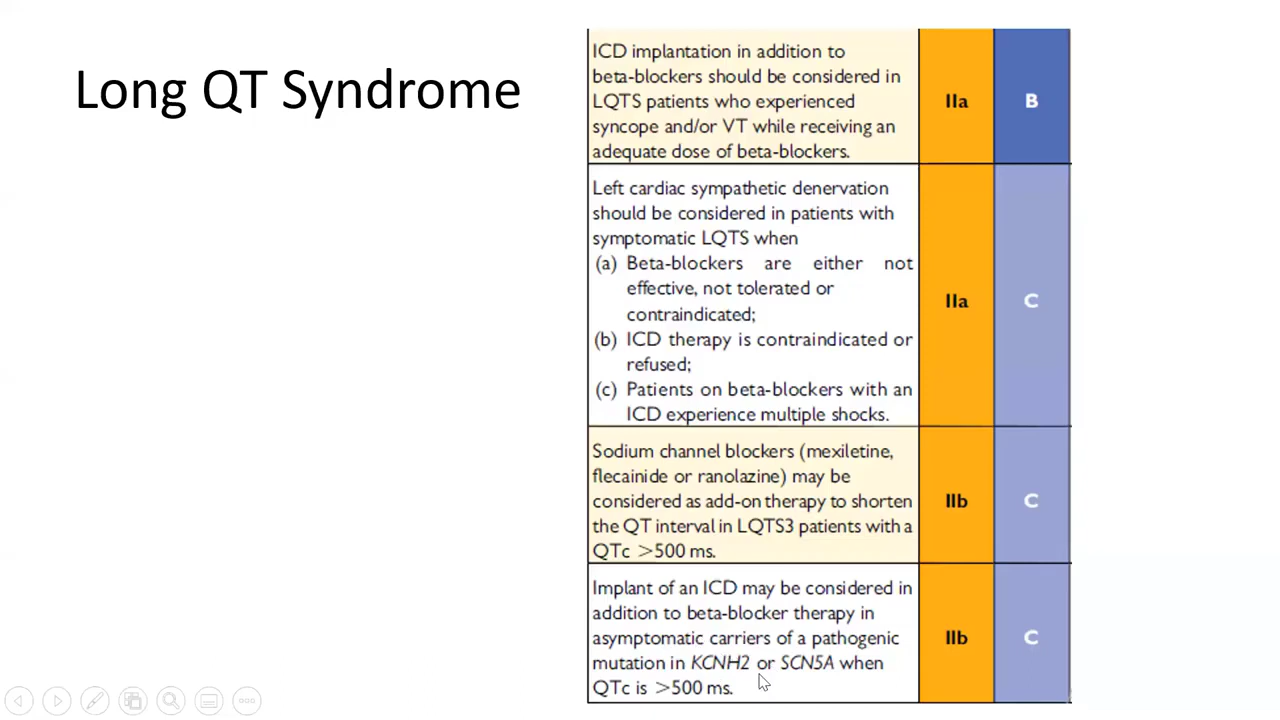 Long QT Syndrome
ICD implantation in addition to
beta-blockers should be considered in
LQTS patients who experienced
syncope and/or VT while receiving an
adequate dose of beta-blockers.
IIa
B
Left cardiac sympathetic denervation
should be considered in patients with
symptomatic LQTS when
(a) Beta-blockers are either not
effective, not tolerated or
contraindicated;
(b) ICD therapy is contraindicated or
refused;
(c) Patients on beta-blockers with an
ICD experience multiple shocks.
IIa
C
Sodium channel blockers (mexiletine,
flecainide or ranolazine) may be
considered as add-on therapy to shorten
the QT interval in LQTS3 patients with a
QTc >500 ms.
IIb
C
Implant of an ICD may be considered in
addition to beta-blocker therapy in
asymptomatic carriers of a pathogenic
mutation in KCNH2 or SCN5A when
QTc is >500 ms.
IIb
C